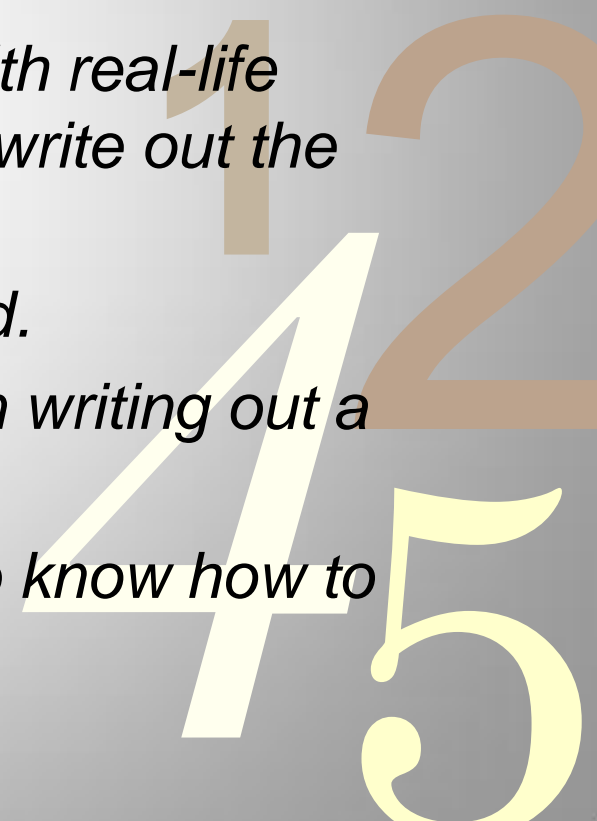 1 2
th real-life
write out the
4
d.
n writing out a
5
o know how to